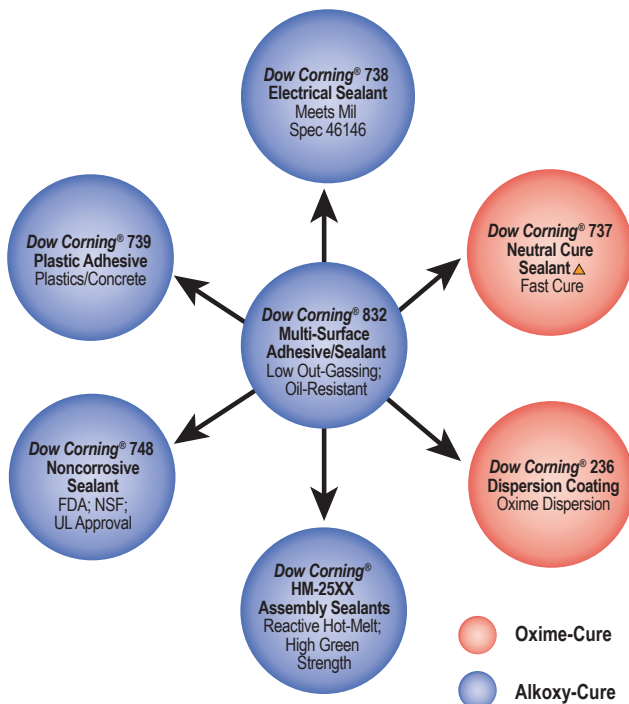 Dow Corning® 738
Electrical Sealant
Meets Mil
Spec 46146
Dow Corning® 739
Plastic Adhesive
Plastics/Concrete
Dow Corning® 737
Neutral Cure
Sealant
Fast Cure
Dow Corning® 832
Multi-Surface
Adhesive/Sealant
Low Out-Gassing;
Oil-Resistant
Dow Corning® 748
Noncorrosive
Sealant
FDA; NSF;
UL Approval
Dow Corning® 236
Dispersion Coating
Oxime Dispersion
Dow Corning®
HM-25XX
Assembly Sealants
Reactive Hot-Melt;
High Green
Strength
Oxime-Cure
Alkoxy-Cure